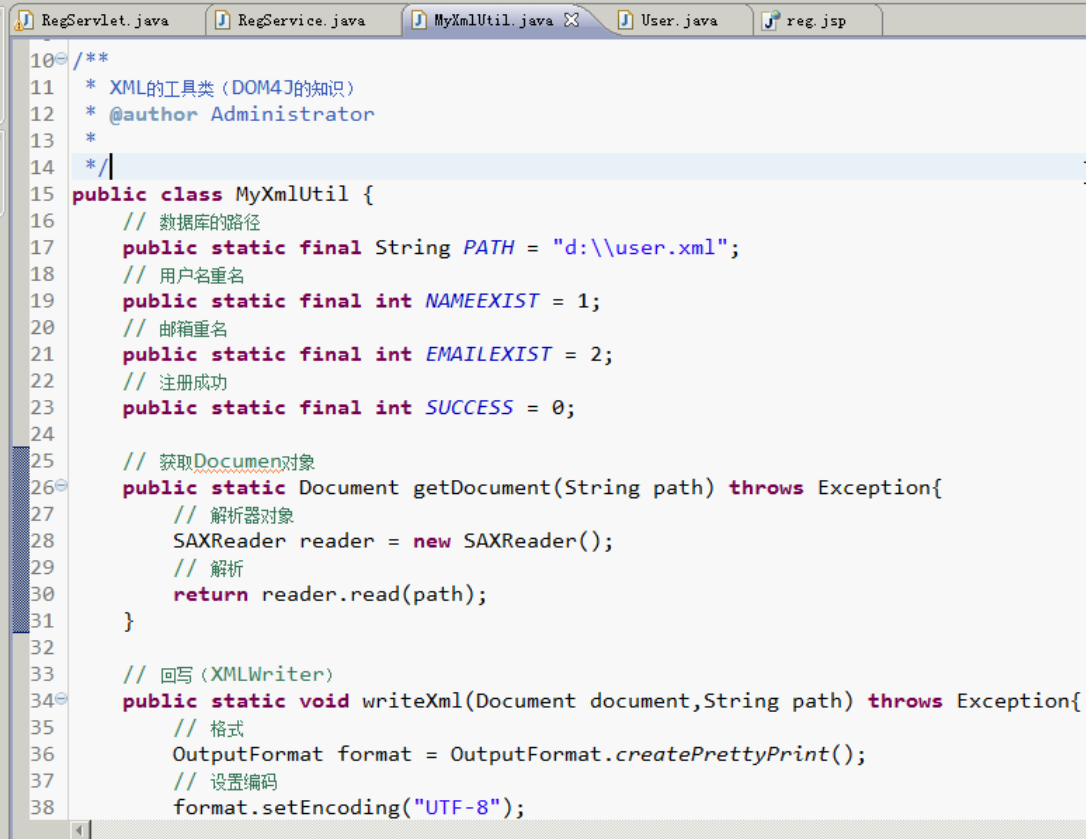 RegServlet.java RegService.java MyXmlUtil.java User.java reg.jsp
10 /**
11  * XML的工具类（DOM4J的知识）
12  * @author Administrator
13  *
14  */
15 public class MyXmlUtil {
16     // 数据库的路径
17     public static final String PATH = "d:\\user.xml";
18     // 用户名重名
19     public static final int NAMEEXIST = 1;
20     // 邮箱重名
21     public static final int EMAILEXIST = 2;
22     // 注册成功
23     public static final int SUCCESS = 0;
24
25     // 获取Documen对象
26     public static Document getDocument(String path) throws Exception{
27         // 解析器对象
28         SAXReader reader = new SAXReader();
29         // 解析
30         return reader.read(path);
31     }
32
33     // 回写（XMLWriter）
34     public static void writeXml(Document document,String path) throws Exception{
35         // 格式
36         OutputFormat format = OutputFormat.createPrettyPrint();
37         // 设置编码
38         format.setEncoding("UTF-8");